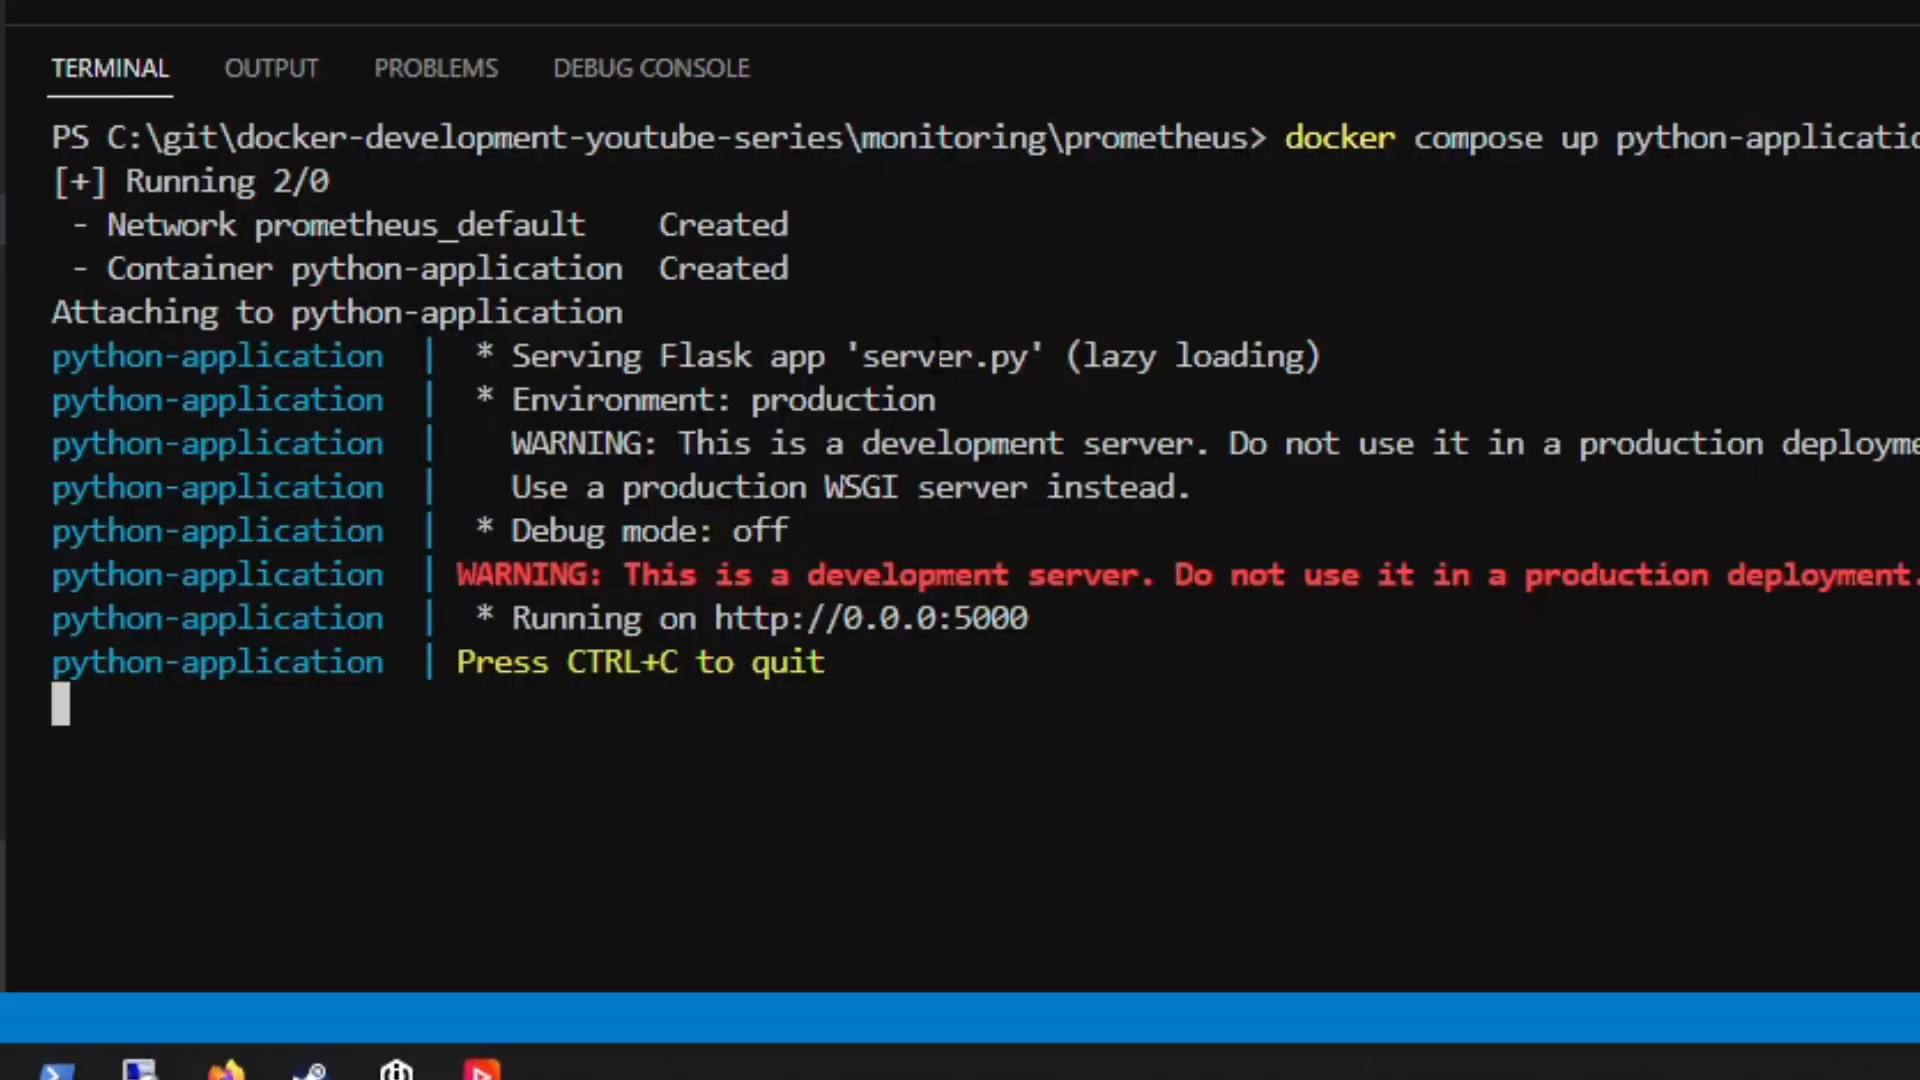 TERMINAL OUTPUT PROBLEMS DEBUG CONSOLE
PS C:\git\docker-development-youtube-series\monitoring\prometheus> docker compose up python-applicatio
[+] Running 2/0
- Network prometheus_default Created
- Container python-application Created
Attaching to python-application
python-application | * Serving Flask app 'server.py' (lazy loading)
python-application | * Environment: production
python-application | WARNING: This is a development server. Do not use it in a production deployme
python-application | Use a production WSGI server instead.
python-application | * Debug mode: off
python-application | WARNING: This is a development server. Do not use it in a production deployment.
python-application | * Running on http://0.0.0:5000
python-application | Press CTRL+C to quit